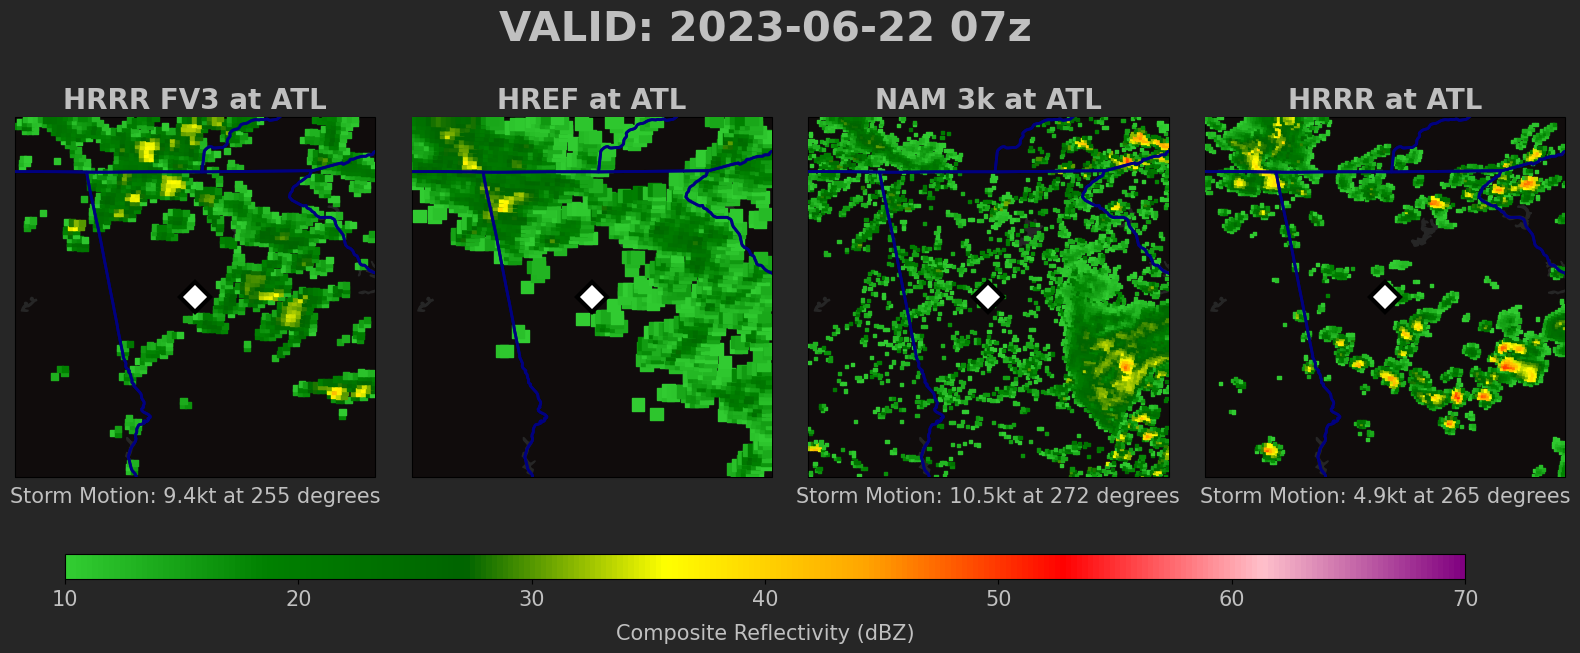 VALID: 2023-06-22 07z
HRRR FV3 at ATL
HREF at ATL
NAM 3k at ATL
HRRR at ATL
Storm Motion: 9.4kt at 255 degrees
Storm Motion: 10.5kt at 272 degrees
Storm Motion: 4.9kt at 265 degrees
10 20 30 40 50 60 70
Composite Reflectivity (dBZ)